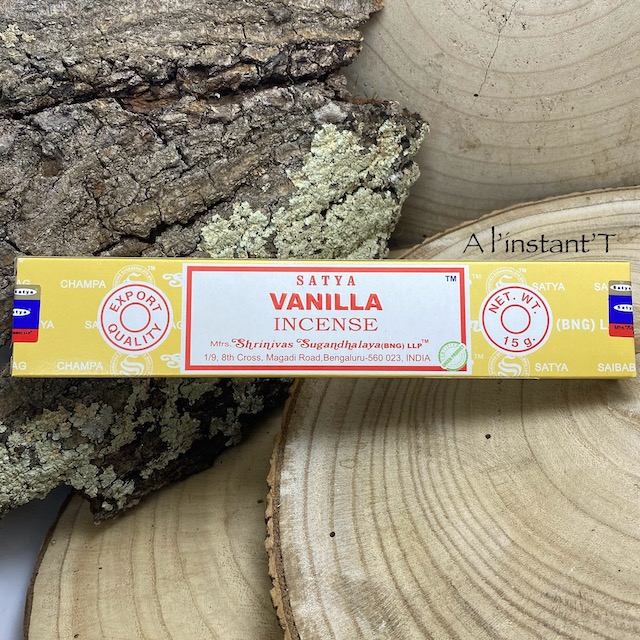 A l'instant'T
CHAMPA
EXPORT QUALITY
SATYA
TM
VANILLA
INCENSE
Mfrs. Shrinivas Sugandhalaya(BNG) LLP™
1/9, 8th Cross, Magadi Road,Bengaluru-560 023, INDIA
NET. WT.
15 g.
(BNG)
SATYA
SAIBAB